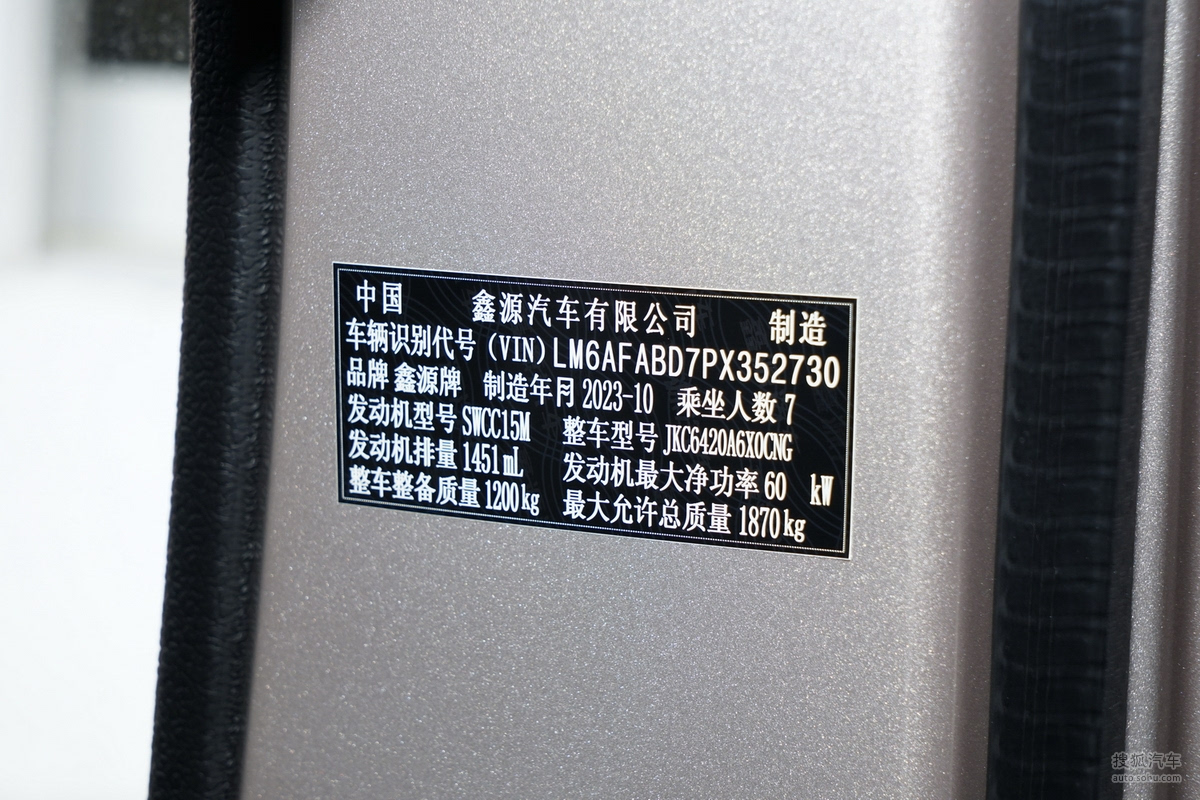 中国 鑫源汽车有限公司 制造
车辆识别代号(VIN)LM6AFABD7PX352730
品牌 鑫源牌 制造年月 2023-10 乘坐人数 7
发动机型号 SWCC15M 整车型号 JKC6420A6X0CNG
发动机排量 1451mL 发动机最大净功率 60 kW
整车整备质量 1200kg 最大允许总质量 1870kg
搜狐汽车
auto.sohu.com